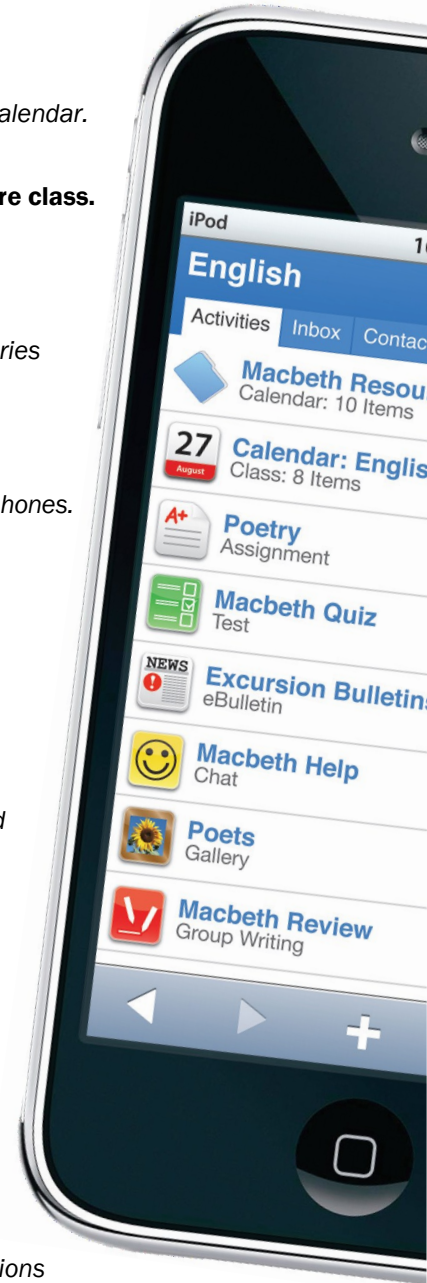 alendar.
re class.
ries
hones.
d
ions
iPod
English
Activities Inbox Contac
Macbeth Resou
Calendar: 10 Items
27
August
Calendar: Englis
Class: 8 Items
A+
Poetry
Assignment
Macbeth Quiz
Test
NEWS
Excursion Bulletins
eBulletin
Macbeth Help
Chat
Poets
Gallery
Macbeth Review
Group Writing